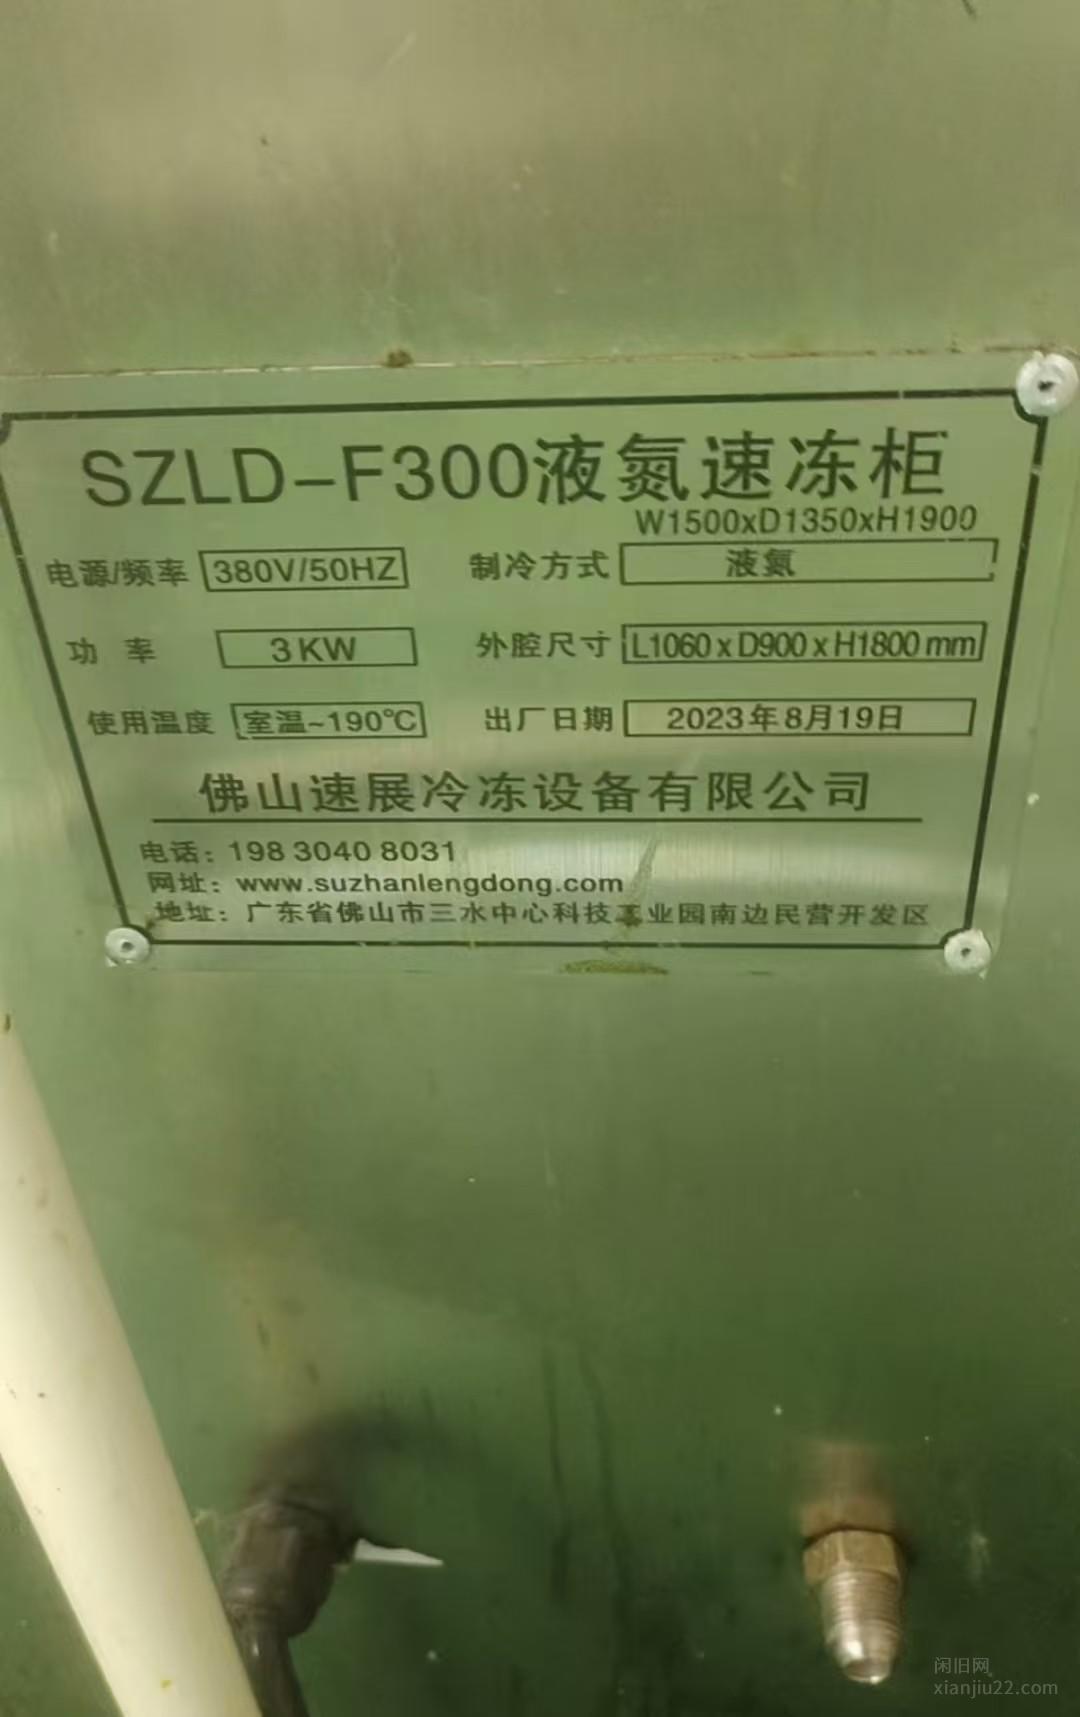 SZLD-F300液氮速冻柜
W1500xD1350xH1900
电源/频率 380V/50HZ 制冷方式 液氮
功 率 3KW 外腔尺寸 L1060xD900xH1800mm
使用温度 室温~190℃ 出厂日期 2023年8月19日
佛山速展冷冻设备有限公司
电话：198 3040 8031
网址：www.suzhanlengdong.com
地址：广东省佛山市三水中心科技工业园南边民营开发区
闲旧网
xianjiu22.com